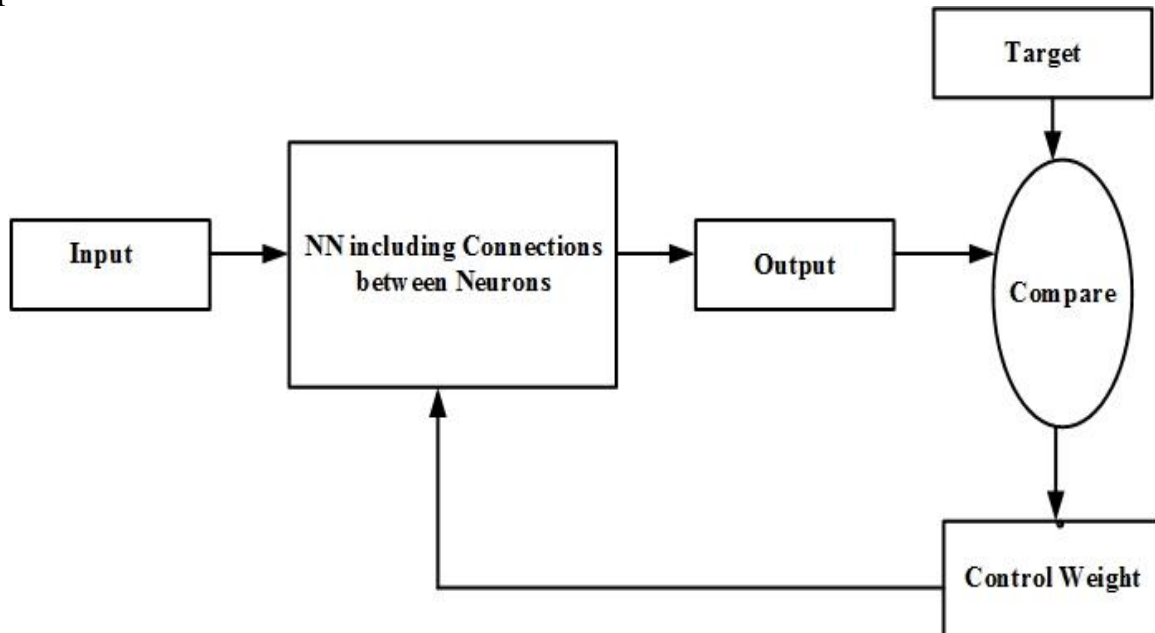 Target
Input
NN including Connections
between Neurons
Output
Compare
Control Weight